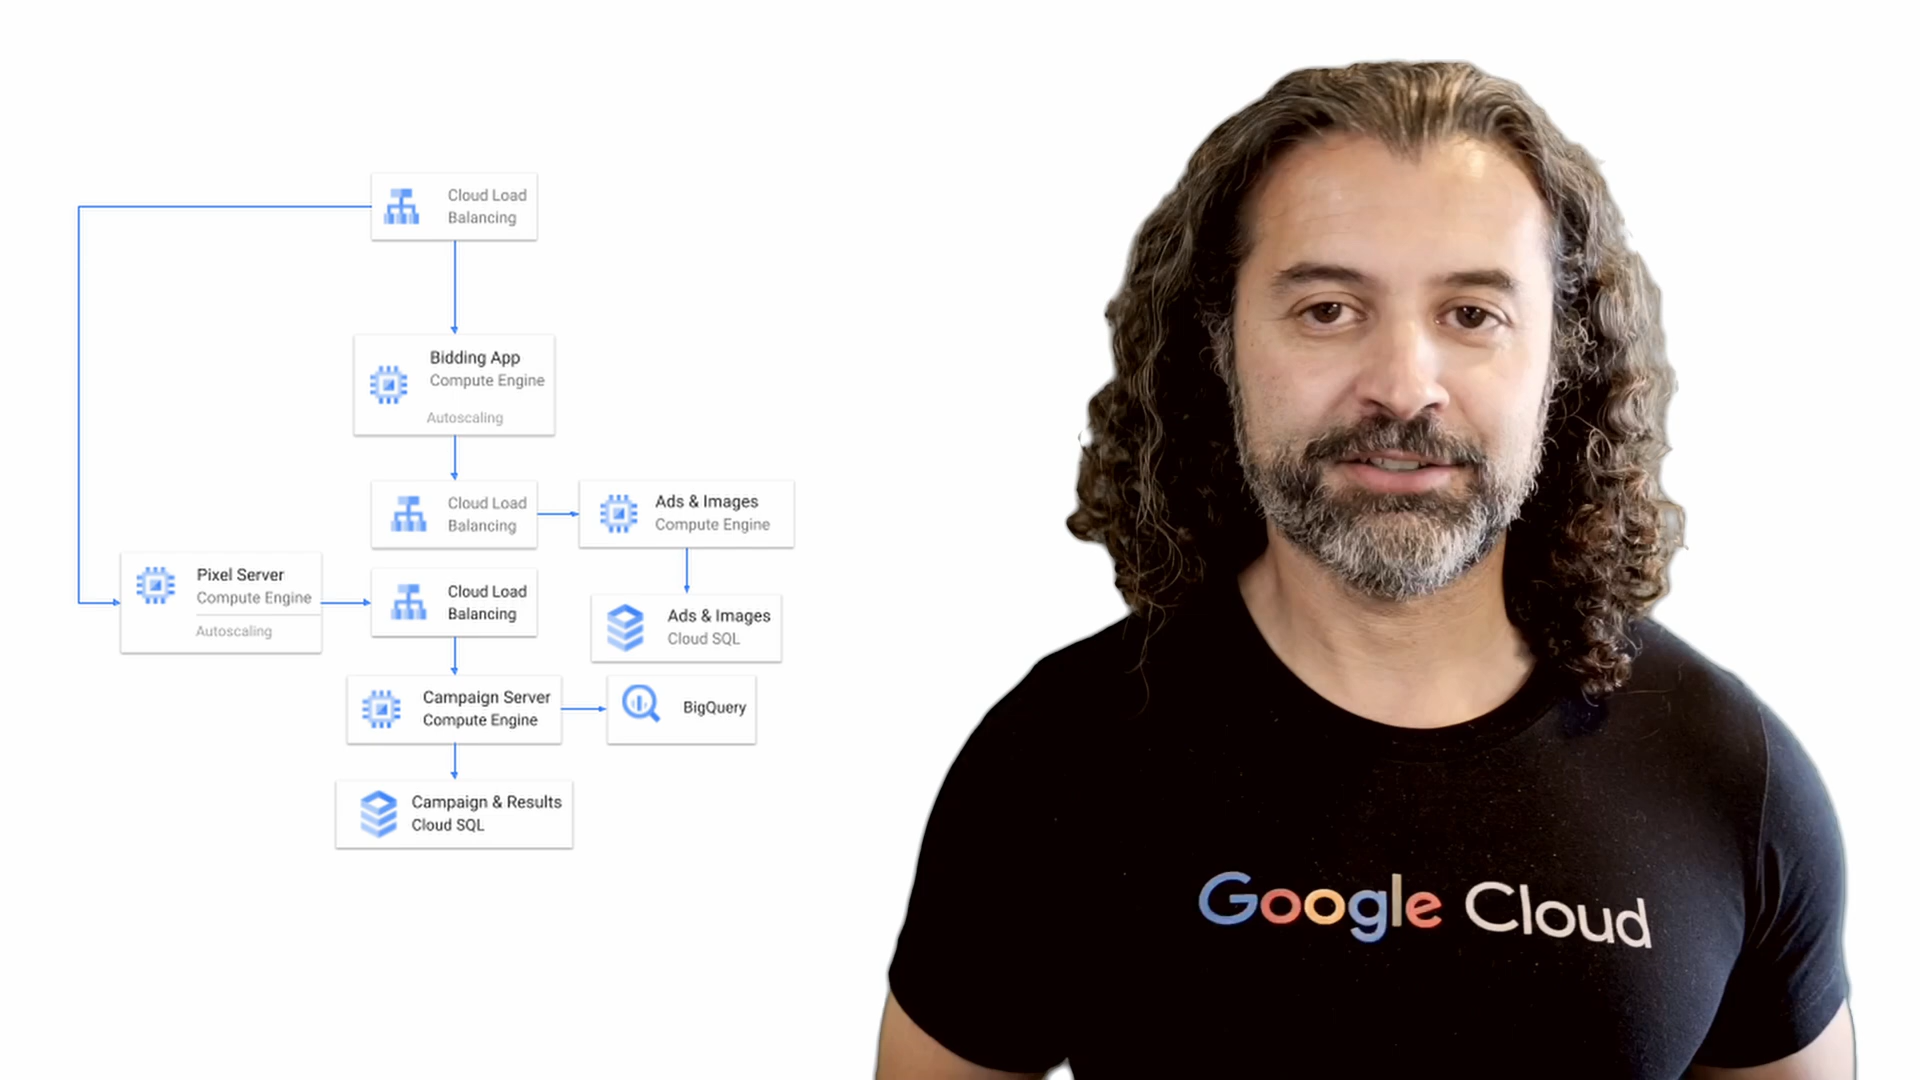 Cloud Load
Balancing
Bidding App
Compute Engine
Autoscaling
Cloud Load
Balancing
Ads & Images
Compute Engine
Pixel Server
Compute Engine
Autoscaling
Cloud Load
Balancing
Ads & Images
Cloud SQL
Campaign Server
Compute Engine
BigQuery
Campaign & Results
Cloud SQL
Google Cloud